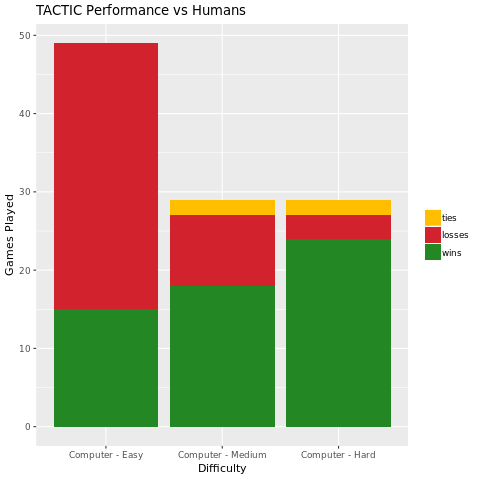 TACTIC Performance vs Humans
Games Played
50
40
30
20
10
0
Computer - Easy
Computer - Medium
Computer - Hard
Difficulty
ties
losses
wins